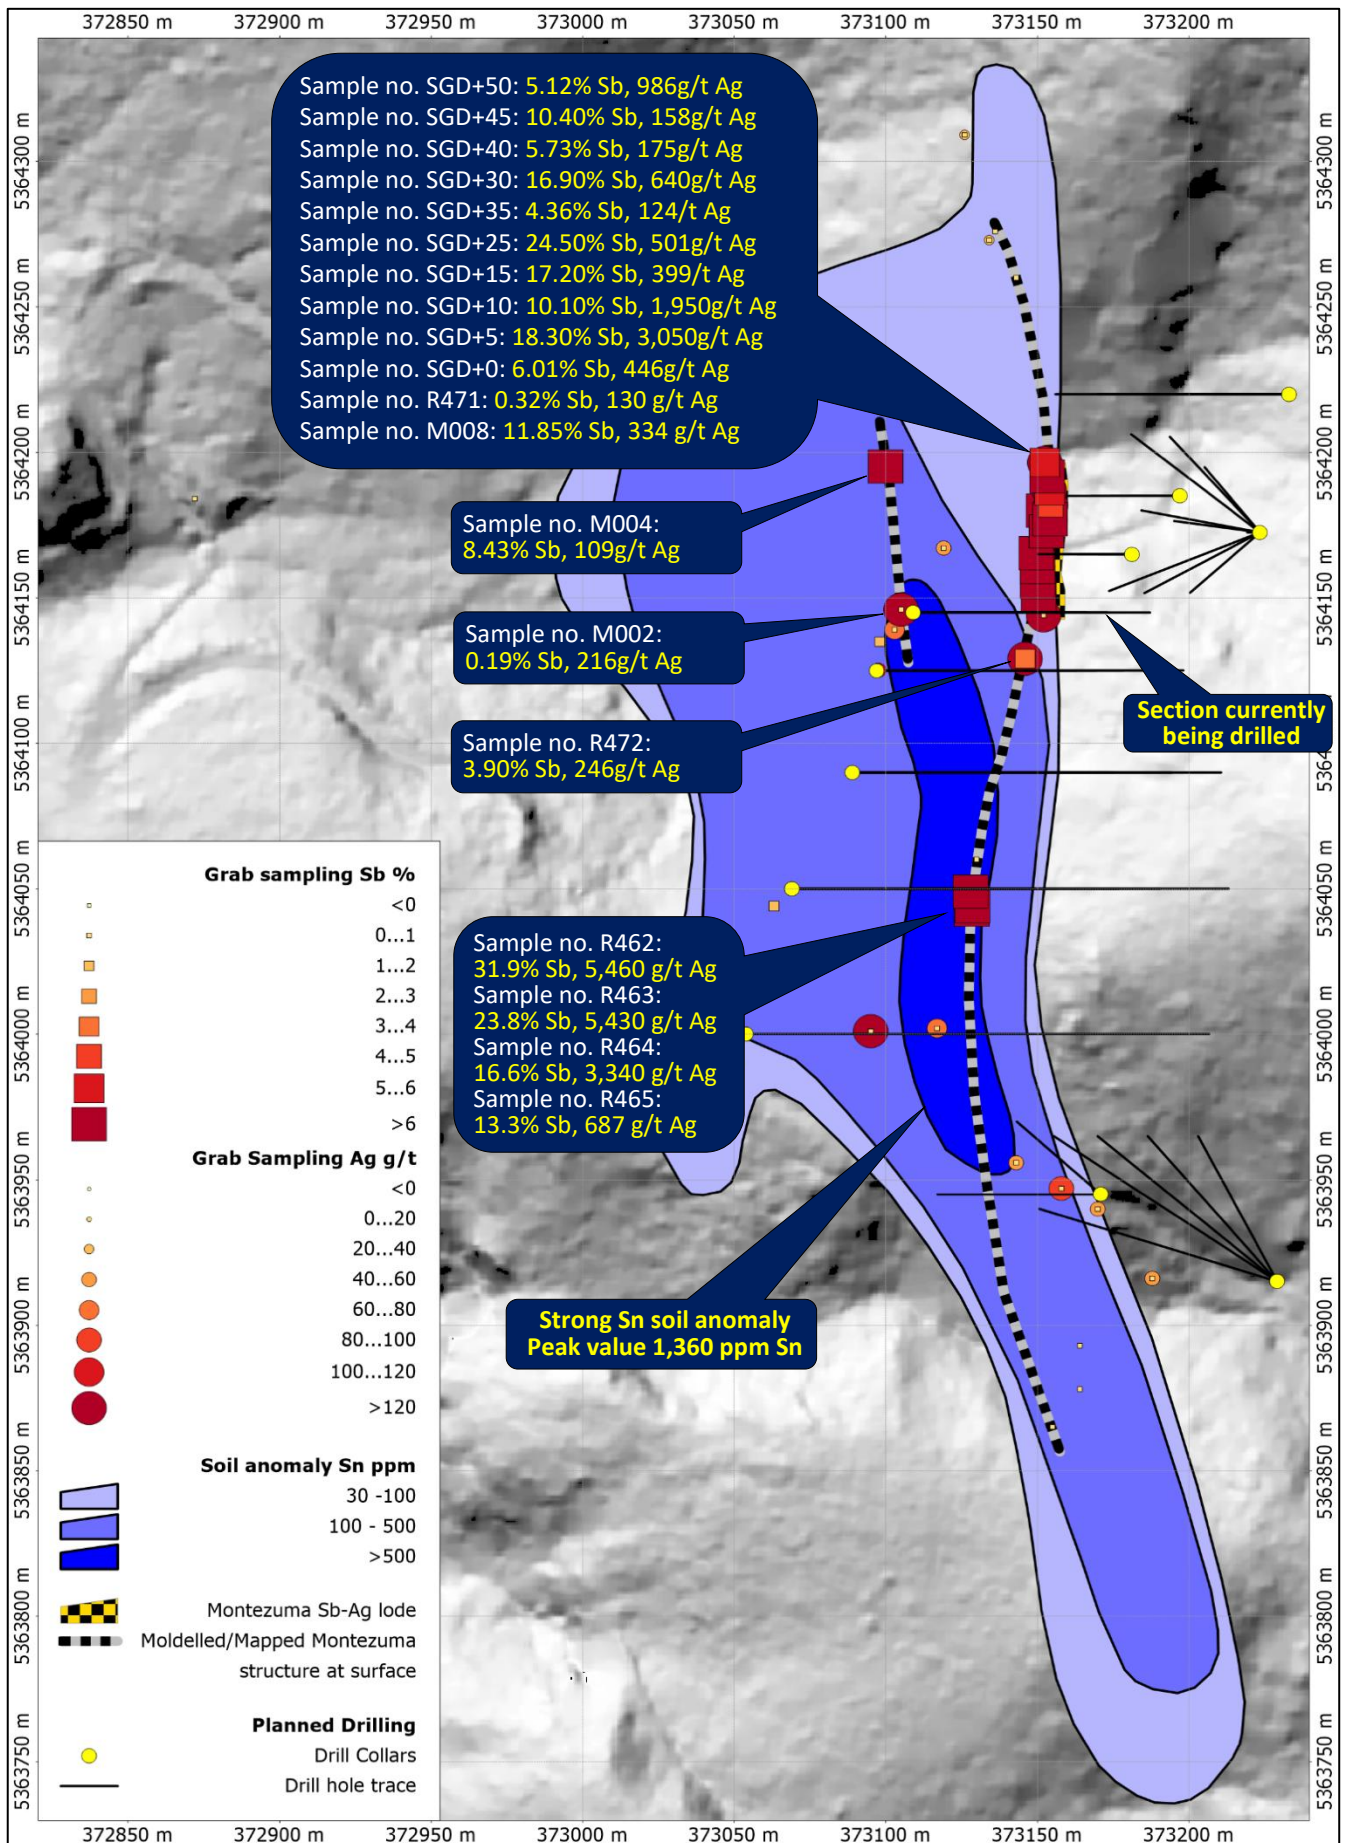 372850 m 372900 m 372950 m 373000 m 373050 m 373100 m 373150 m 373200 m
5364300 m
5364250 m
5364200 m
5364150 m
5364100 m
5364050 m
5364000 m
5363950 m
5363900 m
5363850 m
5363800 m
5363750 m
Sample no. SGD+50: 5.12% Sb, 986g/t Ag
Sample no. SGD+45: 10.40% Sb, 158g/t Ag
Sample no. SGD+40: 5.73% Sb, 175g/t Ag
Sample no. SGD+30: 16.90% Sb, 640g/t Ag
Sample no. SGD+35: 4.36% Sb, 124/t Ag
Sample no. SGD+25: 24.50% Sb, 501g/t Ag
Sample no. SGD+15: 17.20% Sb, 399/t Ag
Sample no. SGD+10: 10.10% Sb, 1,950g/t Ag
Sample no. SGD+5: 18.30% Sb, 3,050g/t Ag
Sample no. SGD+0: 6.01% Sb, 446g/t Ag
Sample no. R471: 0.32% Sb, 130 g/t Ag
Sample no. M008: 11.85% Sb, 334 g/t Ag
Sample no. M004:
8.43% Sb, 109g/t Ag
Sample no. M002:
0.19% Sb, 216g/t Ag
Sample no. R472:
3.90% Sb, 246g/t Ag
Section currently
being drilled
Sample no. R462:
31.9% Sb, 5,460 g/t Ag
Sample no. R463:
23.8% Sb, 5,430 g/t Ag
Sample no. R464:
16.6% Sb, 3,340 g/t Ag
Sample no. R465:
13.3% Sb, 687 g/t Ag
Strong Sn soil anomaly
Peak value 1,360 ppm Sn
Grab sampling Sb %
<0
0...1
1...2
2...3
3...4
4...5
5...6
>6
Grab Sampling Ag g/t
<0
0...20
20...40
40...60
60...80
80...100
100...120
>120
Soil anomaly Sn ppm
30 -100
100 - 500
>500
Montezuma Sb-Ag lode
Moldelled/Mapped Montezuma
structure at surface
Planned Drilling
Drill Collars
Drill hole trace
5364300 m
5364250 m
5364200 m
5364150 m
5364050 m
5364000 m
5363950 m
5363900 m
5363850 m
5363800 m
5363750 m
372850 m 372900 m 372950 m 373000 m 373050 m 373100 m 373150 m 373200 m